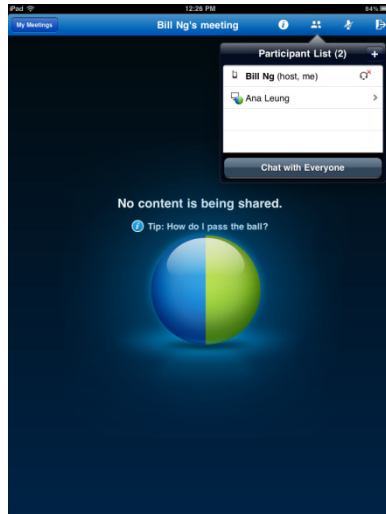 iPad 12:26 PM 84%
My Meetings Bill Ng's meeting
Participant List (2) +
Bill Ng (host, me)
Ana Leung
Chat with Everyone
No content is being shared.
Tip: How do I pass the ball?